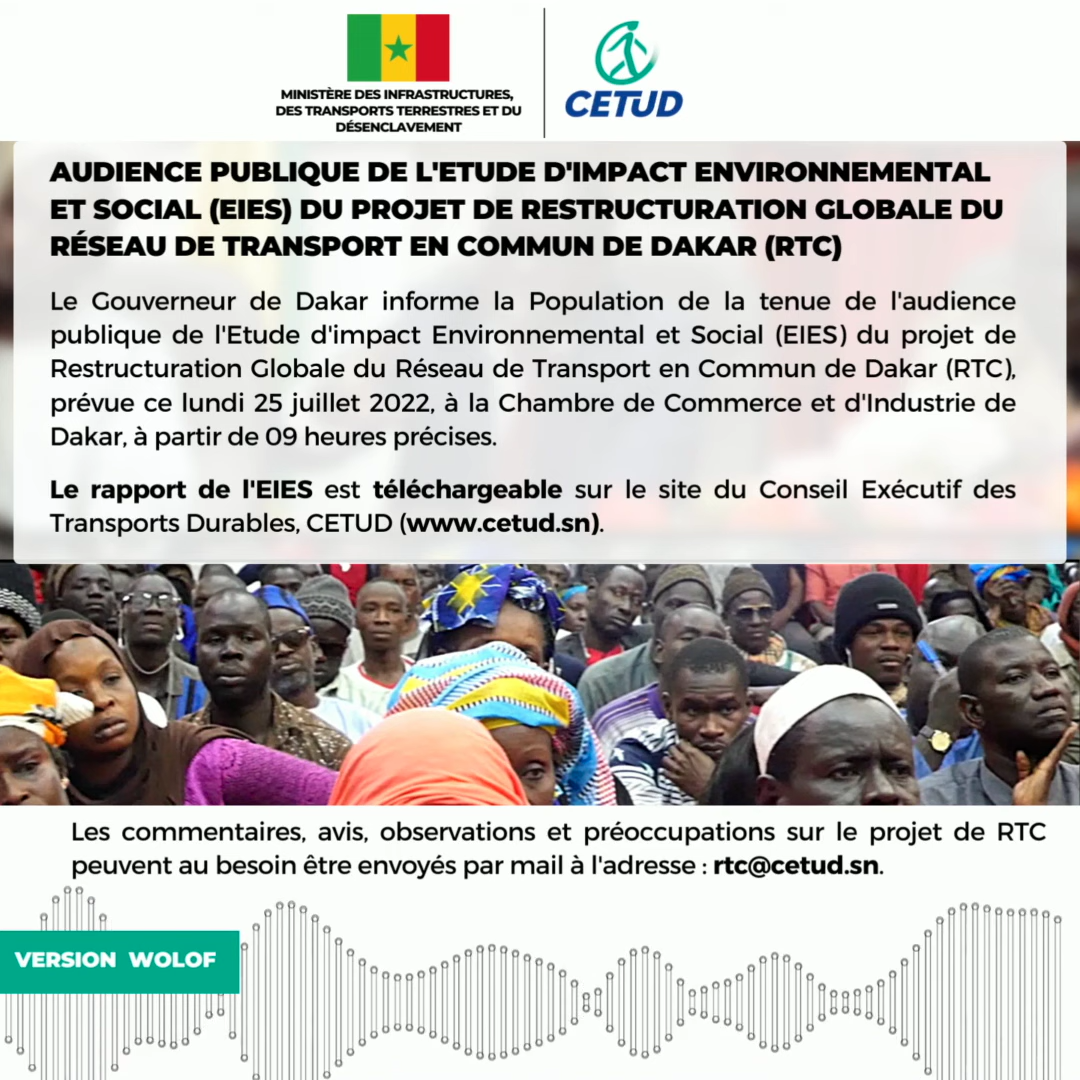 MINISTÈRE DES INFRASTRUCTURES,
DES TRANSPORTS TERRESTRES ET DU
DÉSENCLAVEMENT
CETUD
AUDIENCE PUBLIQUE DE L'ETUDE D'IMPACT ENVIRONNEMENTAL
ET SOCIAL (EIES) DU PROJET DE RESTRUCTURATION GLOBALE DU
RÉSEAU DE TRANSPORT EN COMMUN DE DAKAR (RTC)
Le Gouverneur de Dakar informe la Population de la tenue de l'audience
publique de l'Etude d'impact Environnemental et Social (EIES) du projet de
Restructuration Globale du Réseau de Transport en Commun de Dakar (RTC),
prévue ce lundi 25 juillet 2022, à la Chambre de Commerce et d'Industrie de
Dakar, à partir de 09 heures précises.
Le rapport de l'EIES est téléchargeable sur le site du Conseil Exécutif des
Transports Durables, CETUD (www.cetud.sn).
Les commentaires, avis, observations et préoccupations sur le projet de RTC
peuvent au besoin être envoyés par mail à l'adresse : rtc@cetud.sn.
VERSION WOLOF